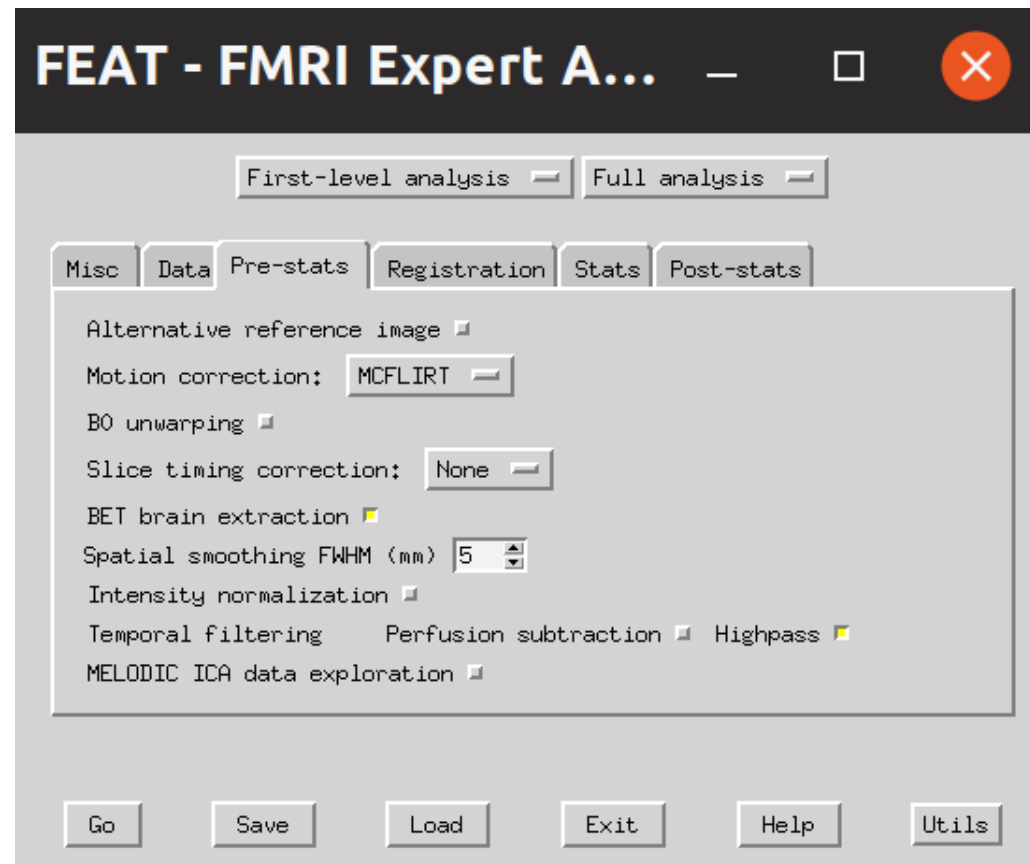 FEAT - FMRI Expert A...
First-level analysis Full analysis
Misc Data Pre-stats Registration Stats Post-stats
Alternative reference image
Motion correction: MCFLIRT
B0 unwarping
Slice timing correction: None
BET brain extraction
Spatial smoothing FWHM (mm) 5
Intensity normalization
Temporal filtering Perfusion subtraction Highpass
MELODIC ICA data exploration
Go Save Load Exit Help Utils